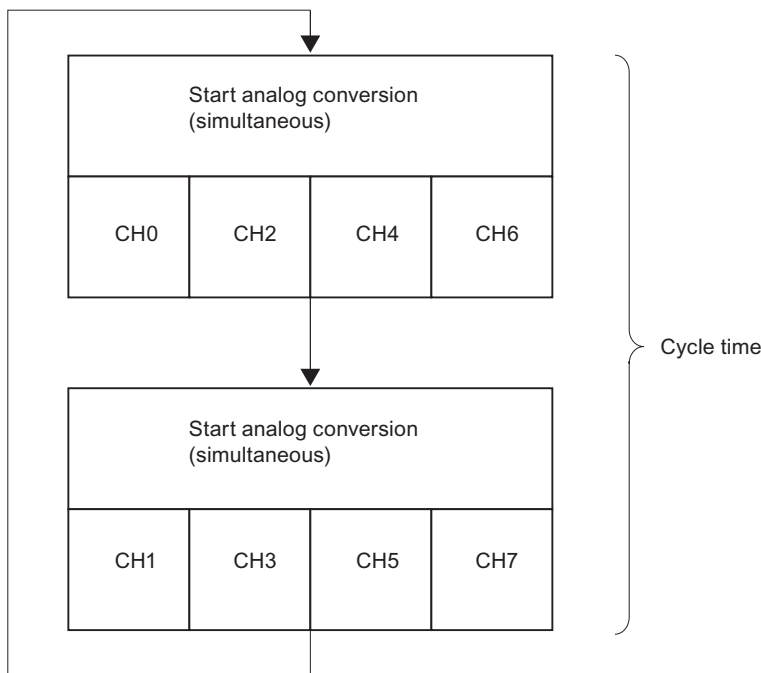 Start analog conversion
(simultaneous)
CH0 CH2 CH4 CH6
Cycle time
Start analog conversion
(simultaneous)
CH1 CH3 CH5 CH7